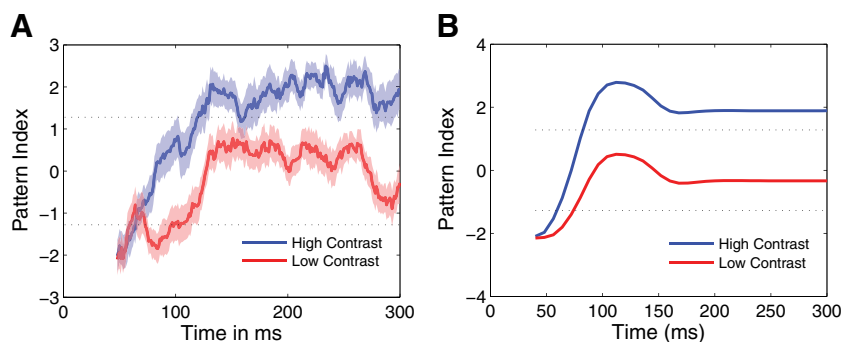 A
Pattern Index
3
2
1
0
−1
−2
−3
High Contrast
Low Contrast
0
100
200
300
Time in ms
B
Pattern Index
4
2
0
−2
−4
High Contrast
Low Contrast
0
50
100
150
200
250
300
Time (ms)